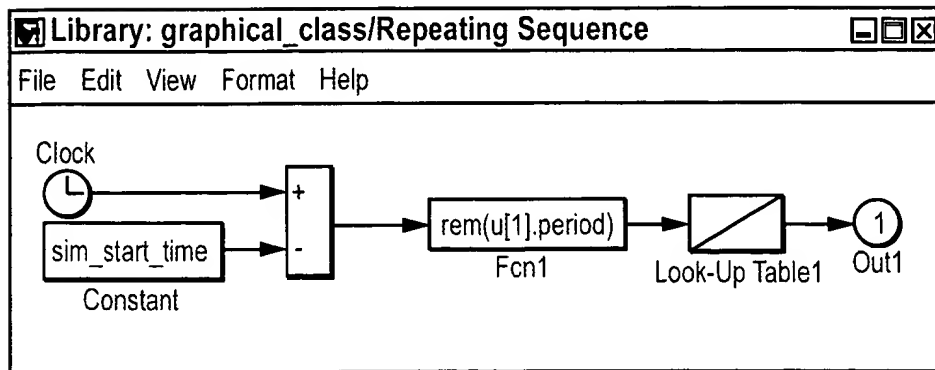 Library: graphical_class/Repeating Sequence
File Edit View Format Help
Clock
+
sim_start_time
-
Constant
rem(u[1].period)
Fcn1
Look-Up Table1
1
Out1